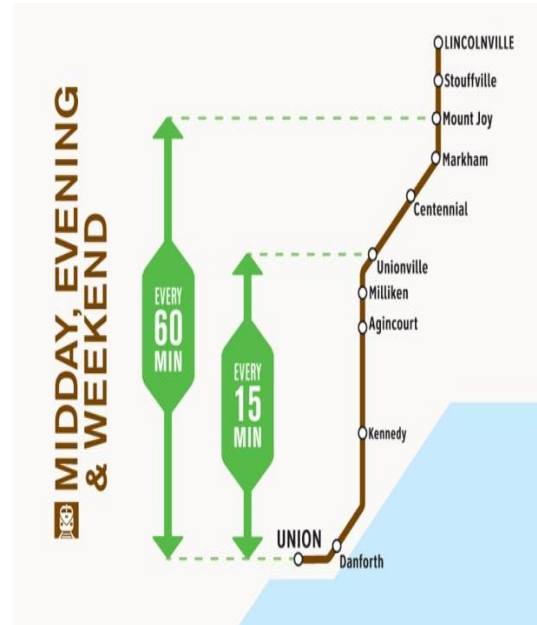 MIDDAY, EVENING
& WEEKEND
EVERY
60
MIN
EVERY
15
MIN
LINCOLNVILLE
Stouffville
Mount Joy
Markham
Centennial
Unionville
Milliken
Agincourt
Kennedy
UNION
Danforth